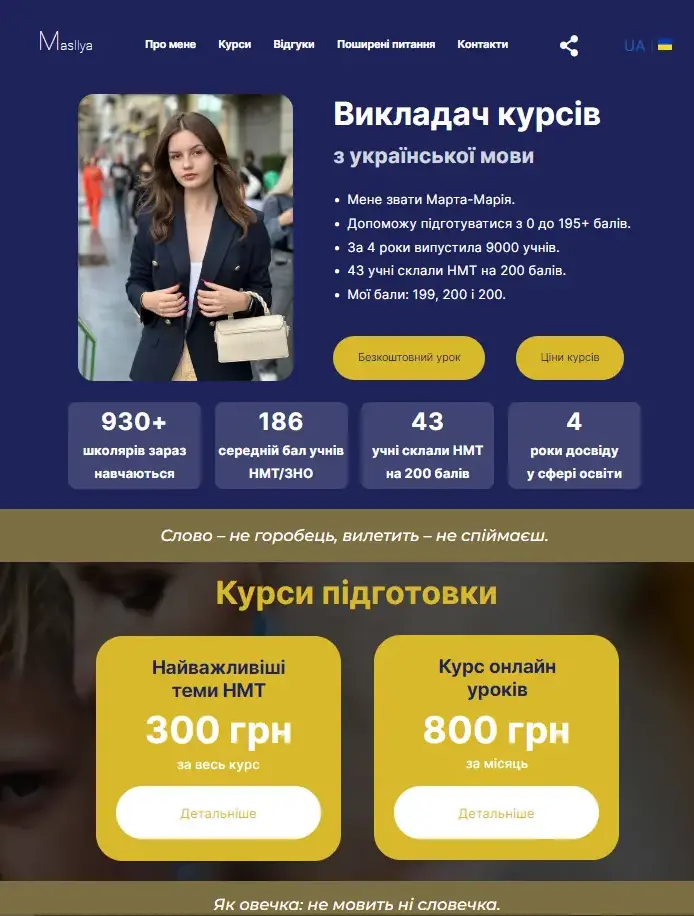 Masllya
Про мене Курси Відгуки Поширені питання Контакти
UA
Викладач курсів
з української мови
• Мене звати Марта-Марія.
• Допоможу підготуватися з 0 до 195+ балів.
• За 4 роки випустила 9000 учнів.
• 43 учні склали НМТ на 200 балів.
• Мої бали: 199, 200 і 200.
Безкоштовний урок
Ціни курсів
930+
школярів зараз
навчаються
186
середній бал учнів
НМТ/ЗНО
43
учні склали НМТ
на 200 балів
4
роки досвіду
у сфері освіти
Слово – не горобець, вилетить – не спіймаєш.
Курси підготовки
Найважливіші
теми НМТ
300 грн
за весь курс
Детальніше
Курс онлайн
уроків
800 грн
за місяць
Детальніше
Як овечка: не мовить ні словечка.